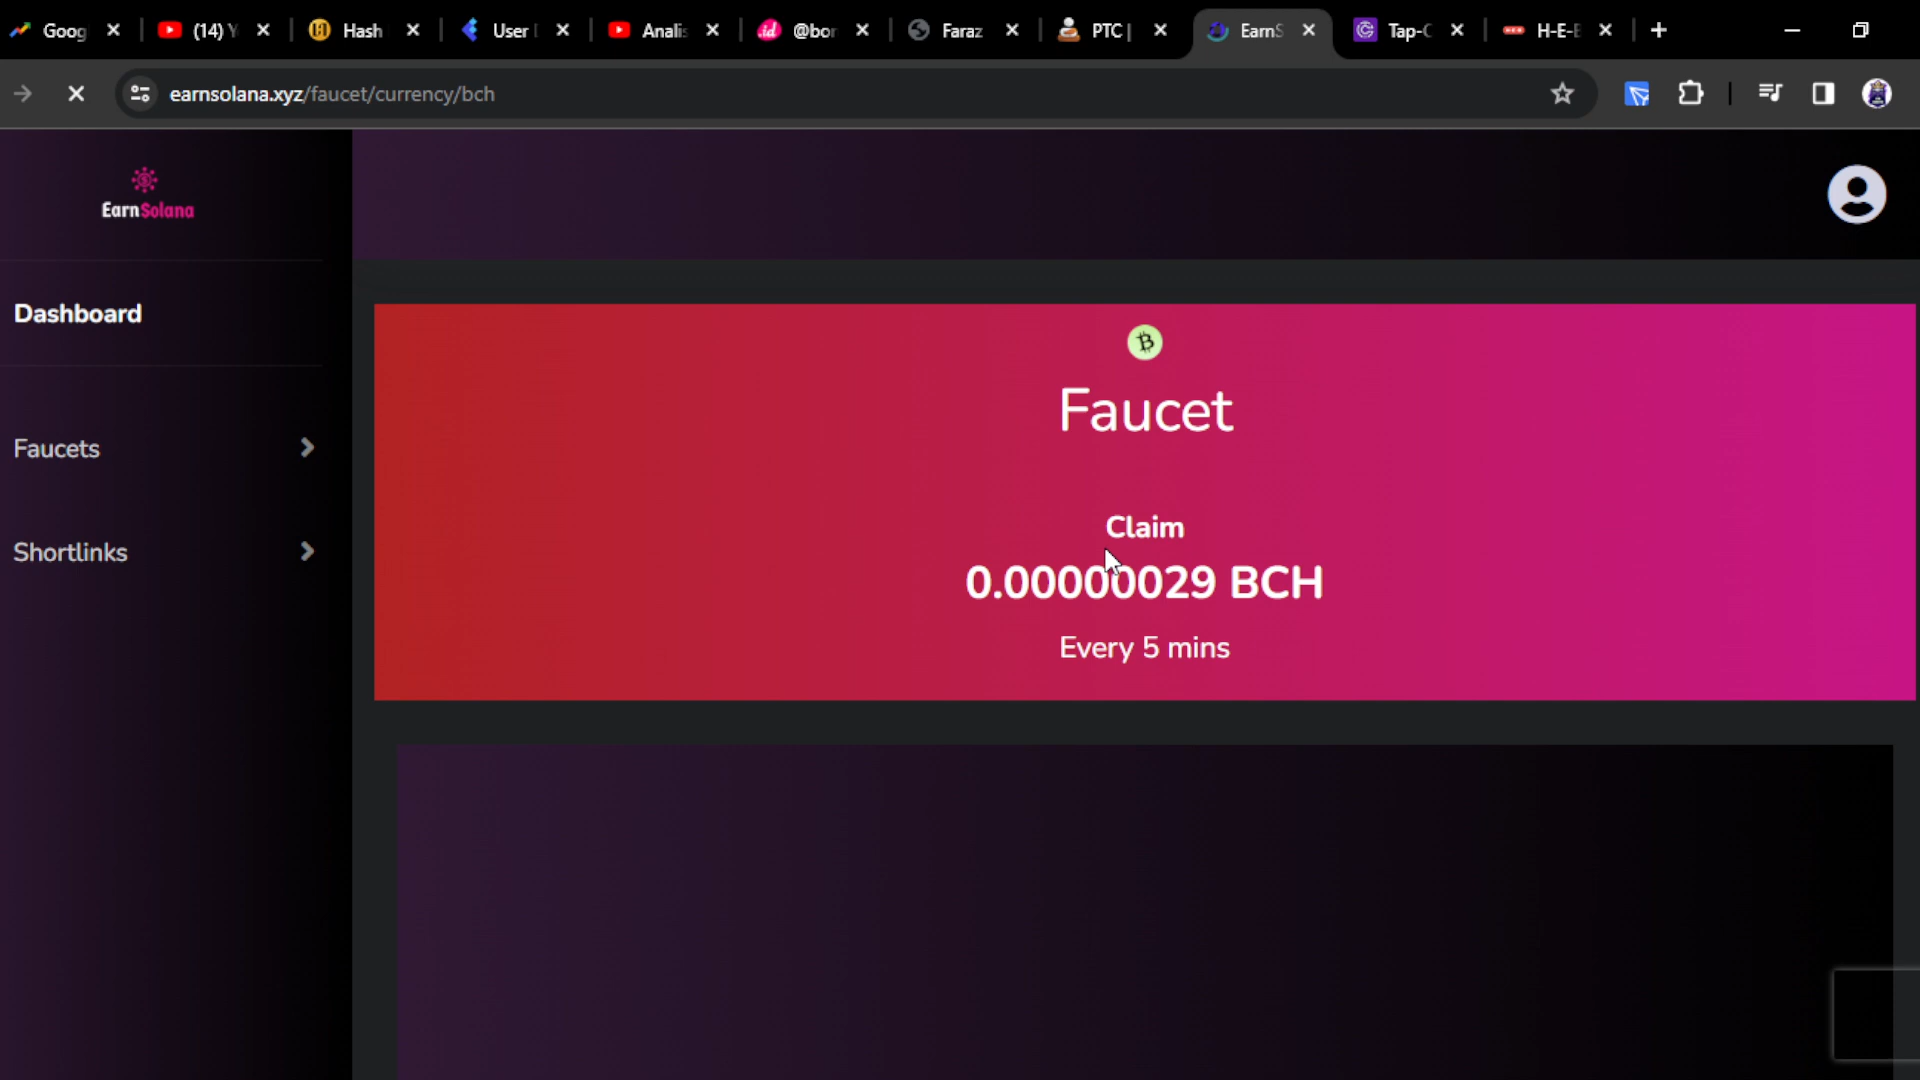 Goog
(14) Y
Hash
User
Analis
@bor
Faraz
PTC |
EarnS
Tap-C
H-E-E
earnsolana.xyz/faucet/currency/bch
EarnSolana
Dashboard
Faucets
Shortlinks
Faucet
Claim
0.00000029 BCH
Every 5 mins